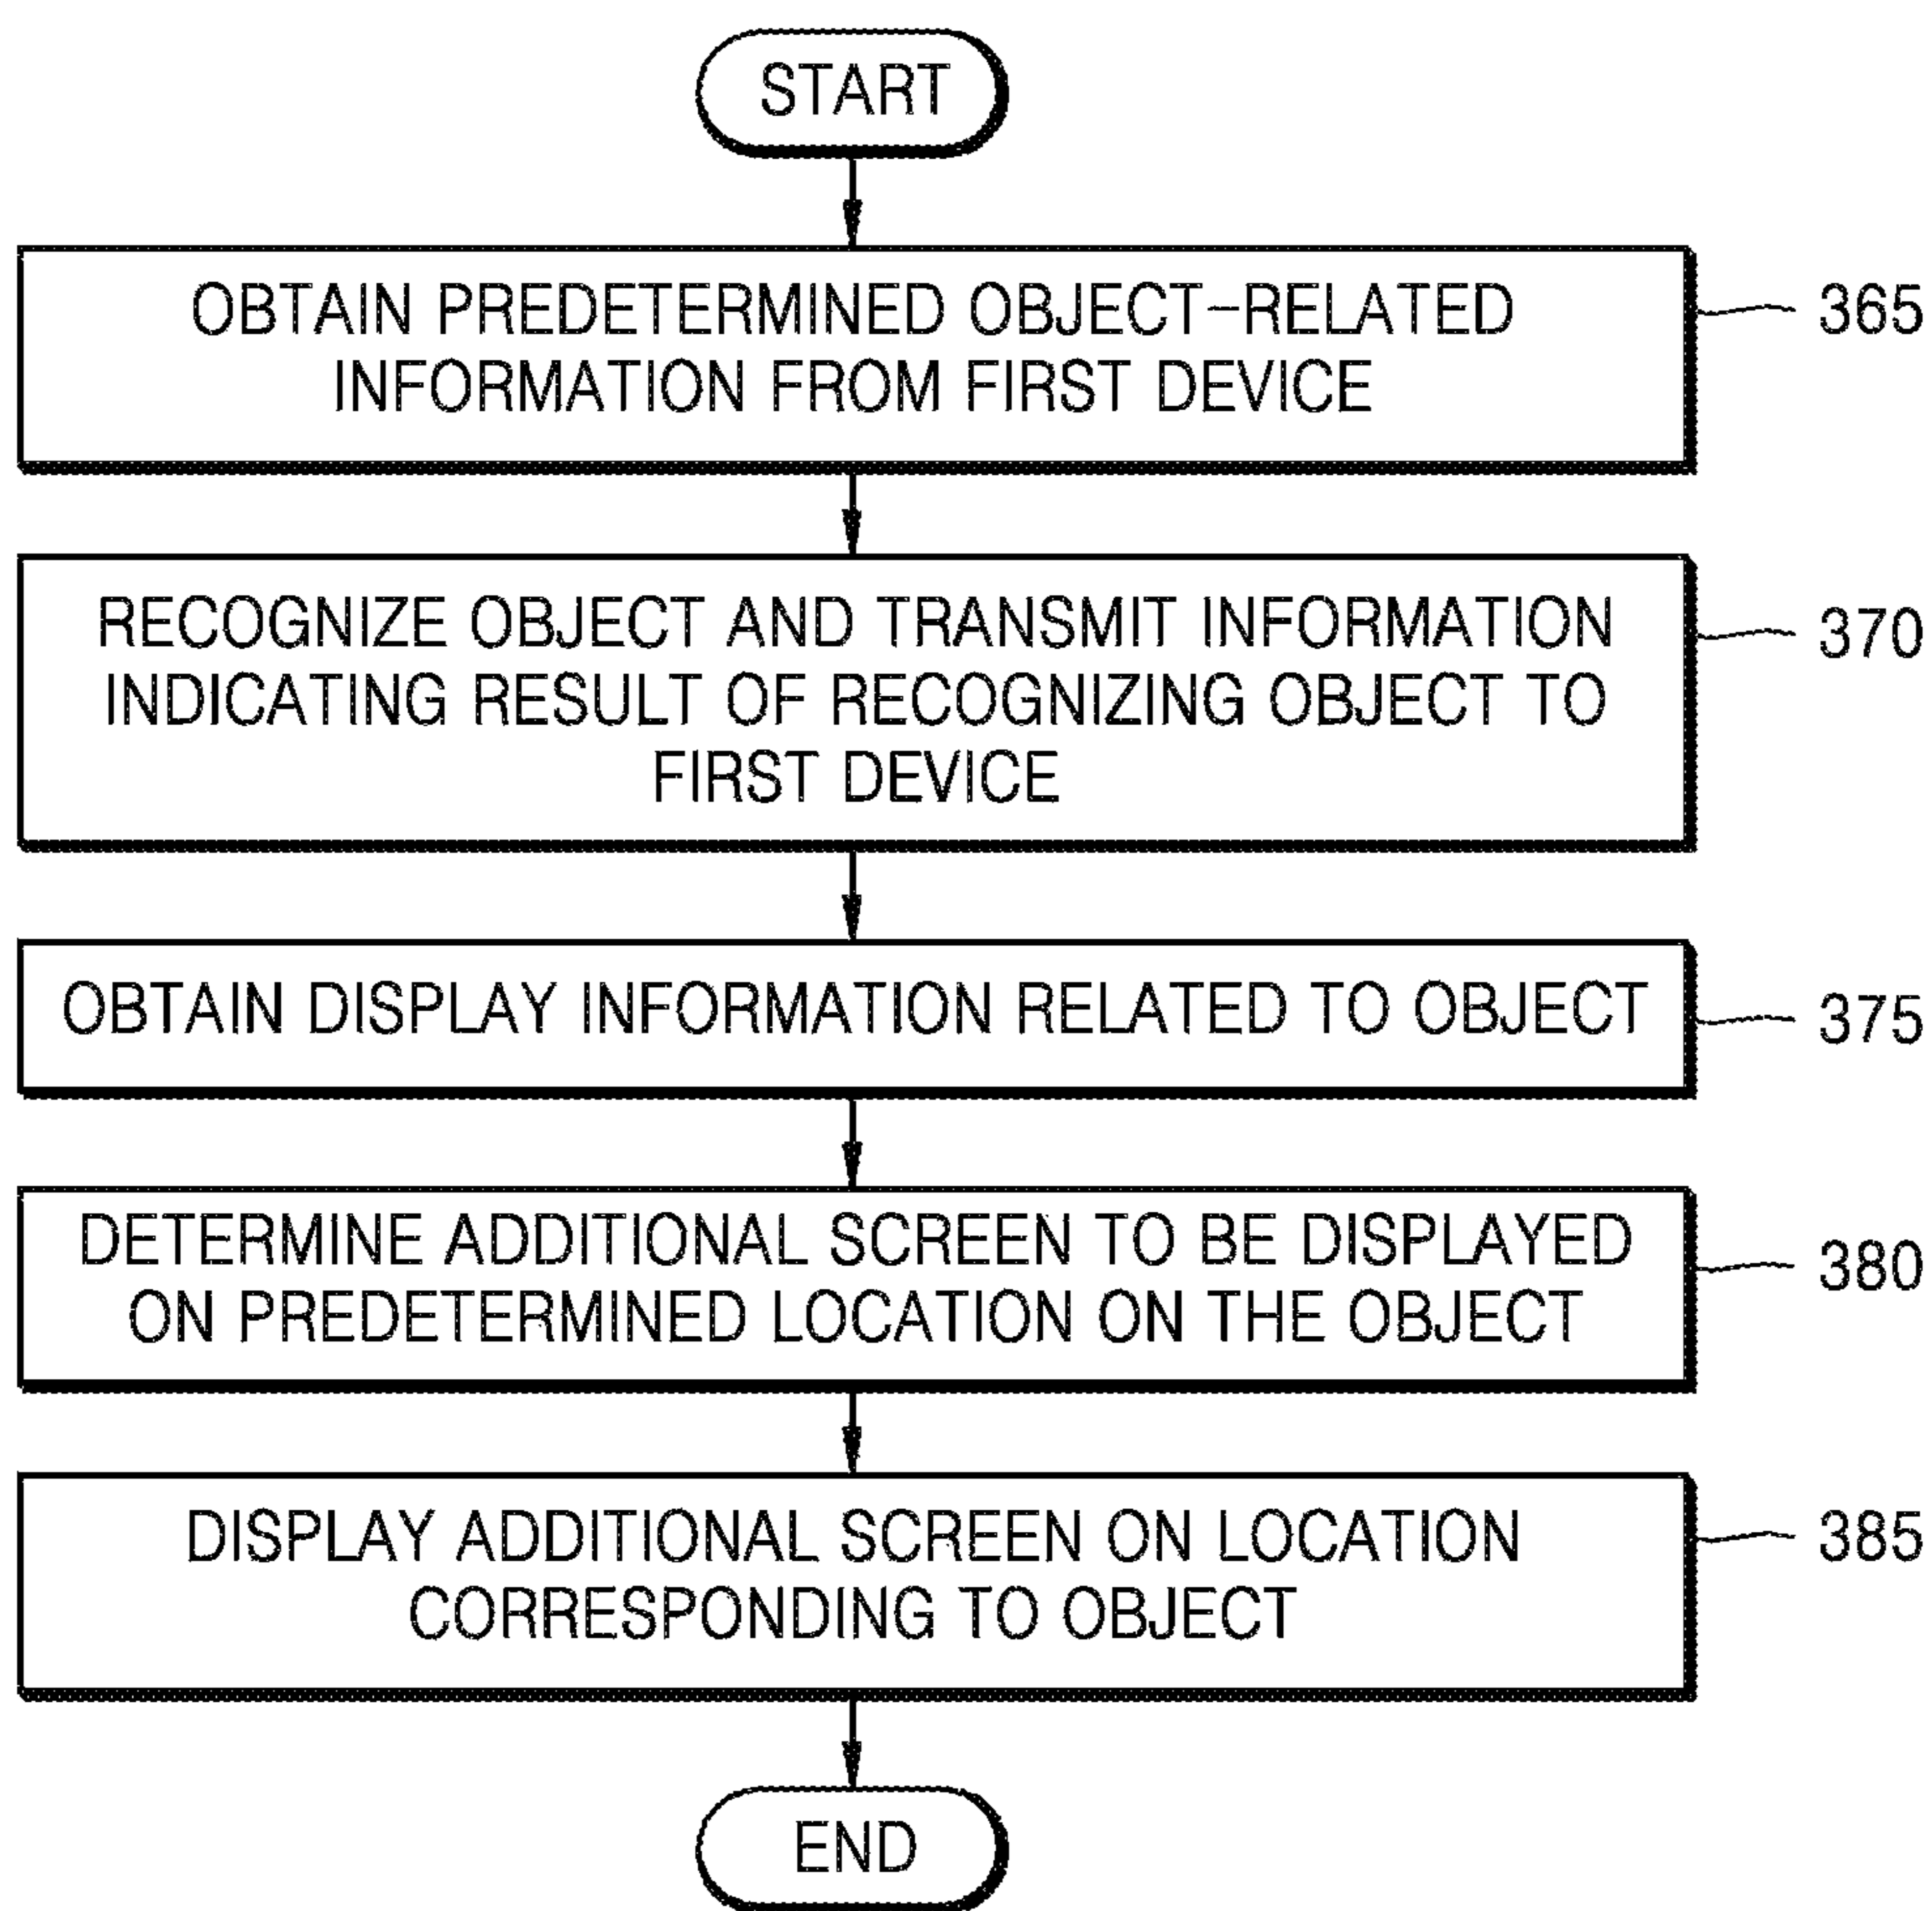 START
OBTAIN PREDETERMINED OBJECT-RELATED
INFORMATION FROM FIRST DEVICE
365
RECOGNIZE OBJECT AND TRANSMIT INFORMATION
INDICATING RESULT OF RECOGNIZING OBJECT TO
FIRST DEVICE
370
OBTAIN DISPLAY INFORMATION RELATED TO OBJECT
375
DETERMINE ADDITIONAL SCREEN TO BE DISPLAYED
ON PREDETERMINED LOCATION ON THE OBJECT
380
DISPLAY ADDITIONAL SCREEN ON LOCATION
CORRESPONDING TO OBJECT
385
END